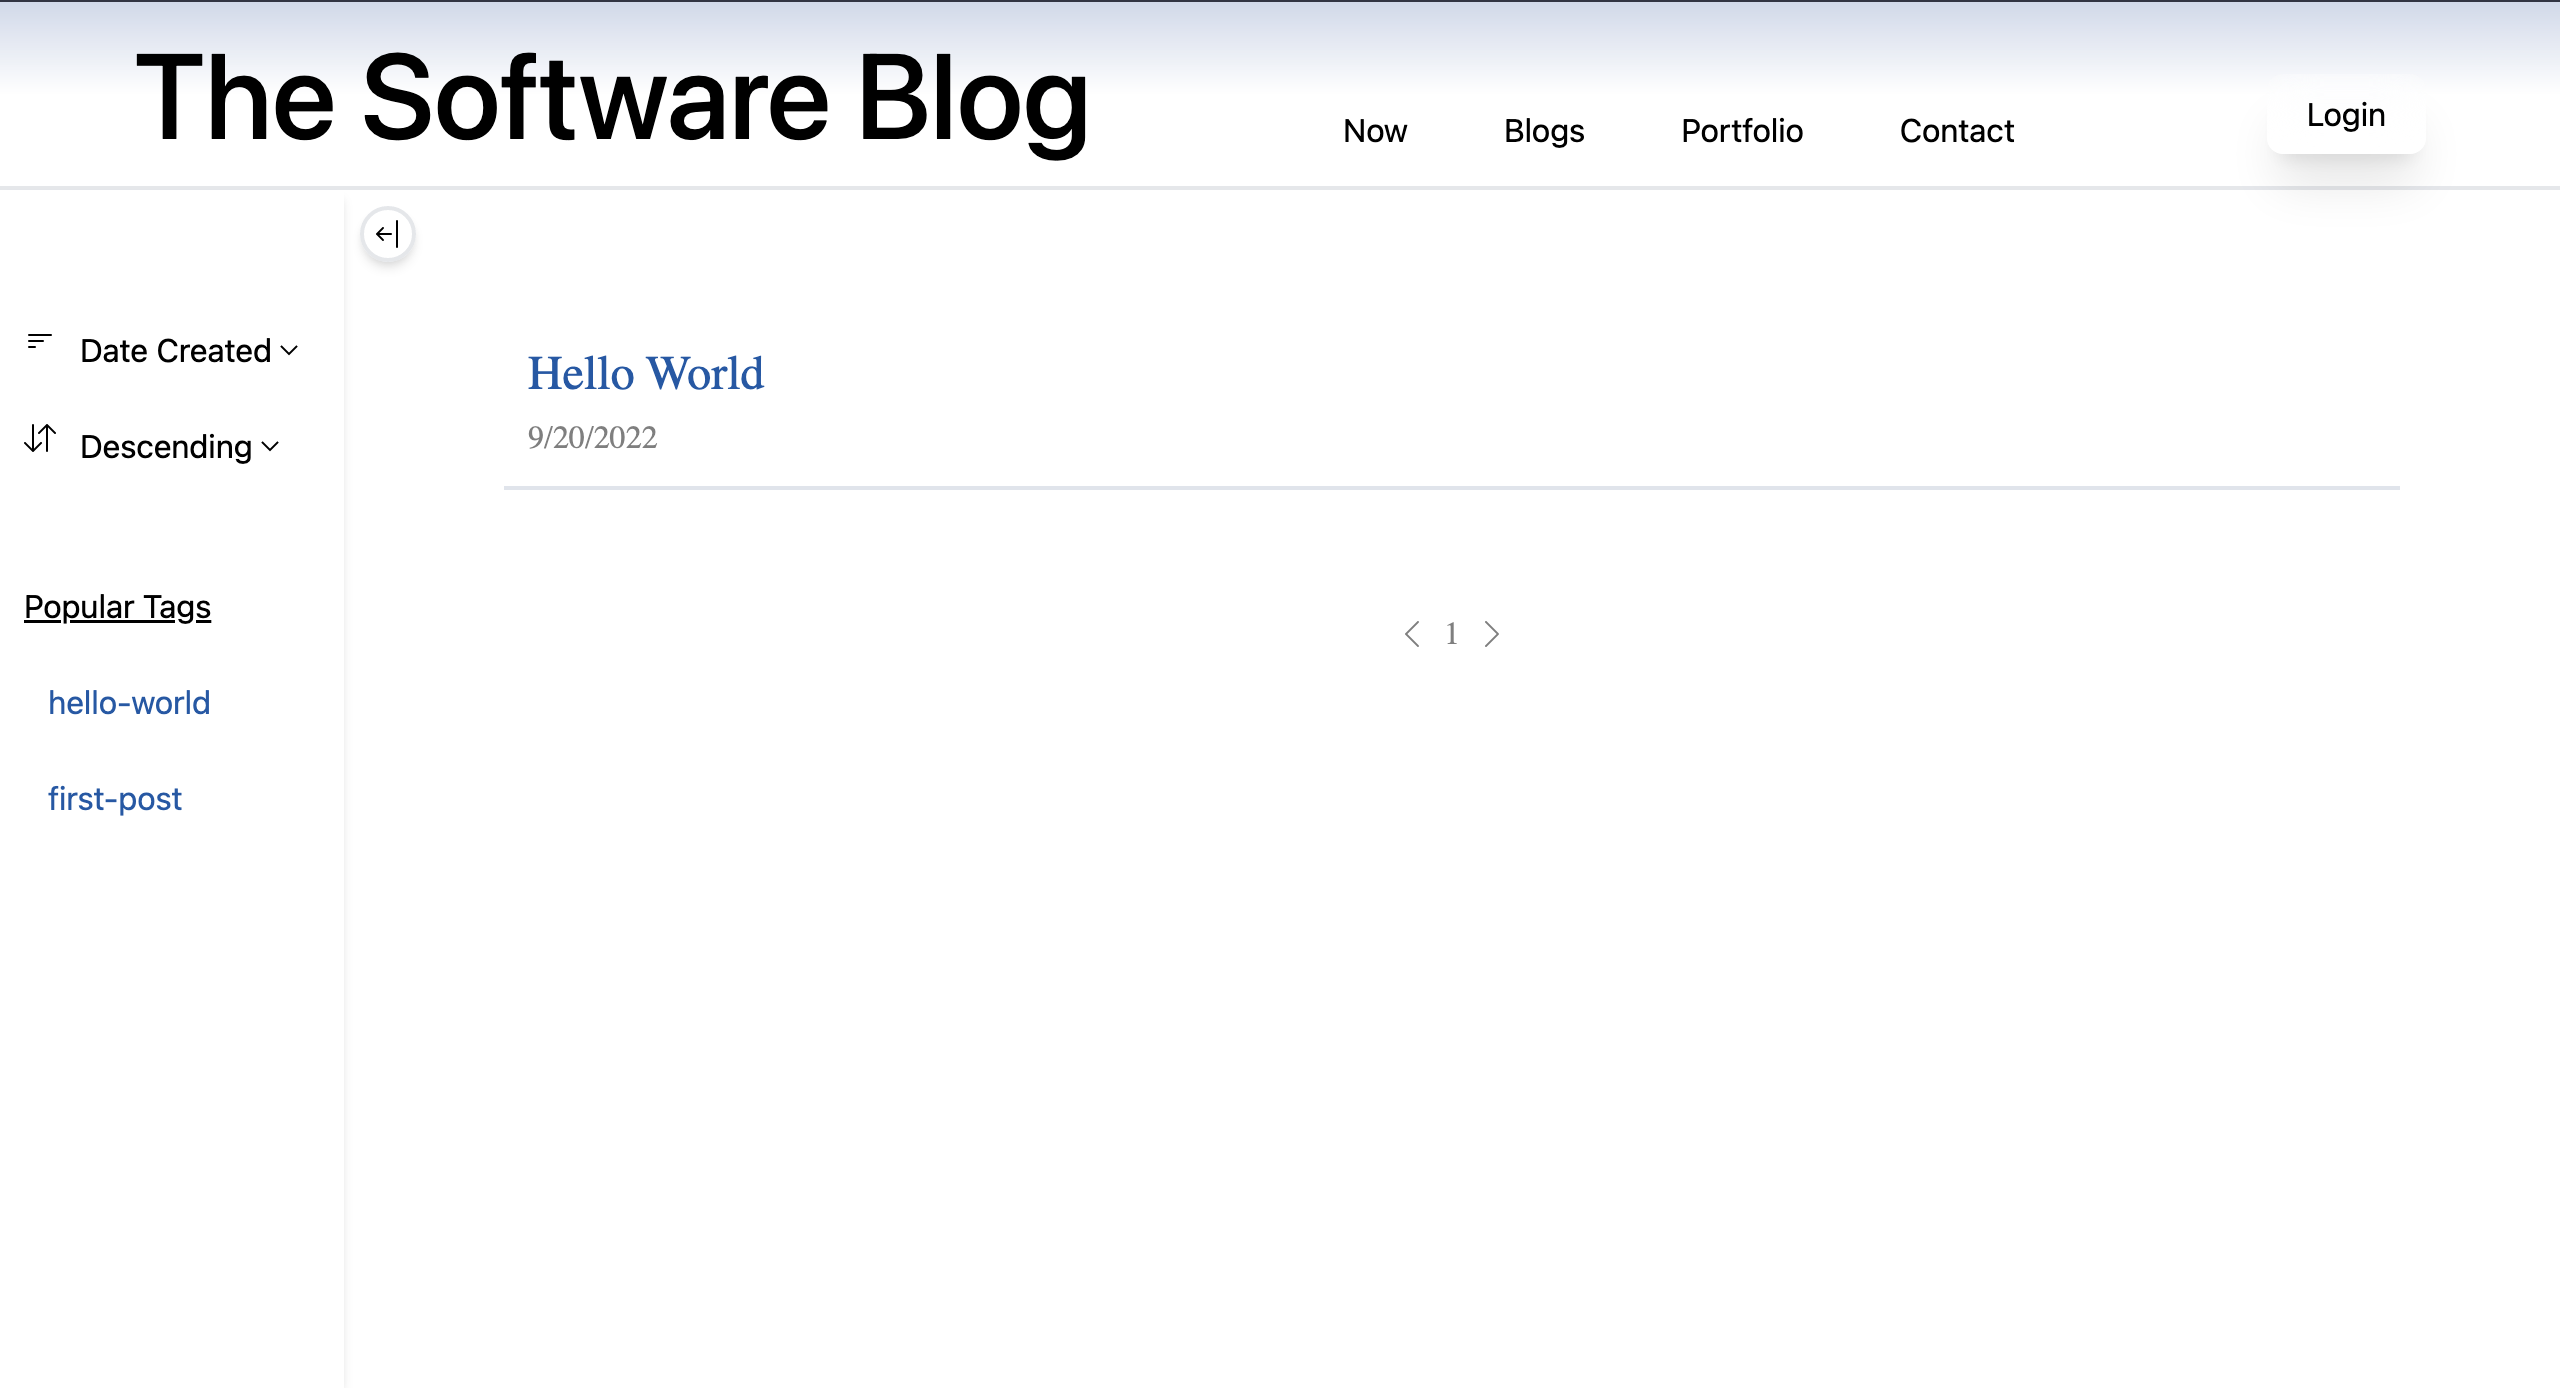 The Software Blog
Now
Blogs
Portfolio
Contact
Login
Date Created
Descending
Popular Tags
hello-world
first-post
Hello World
9/20/2022
1